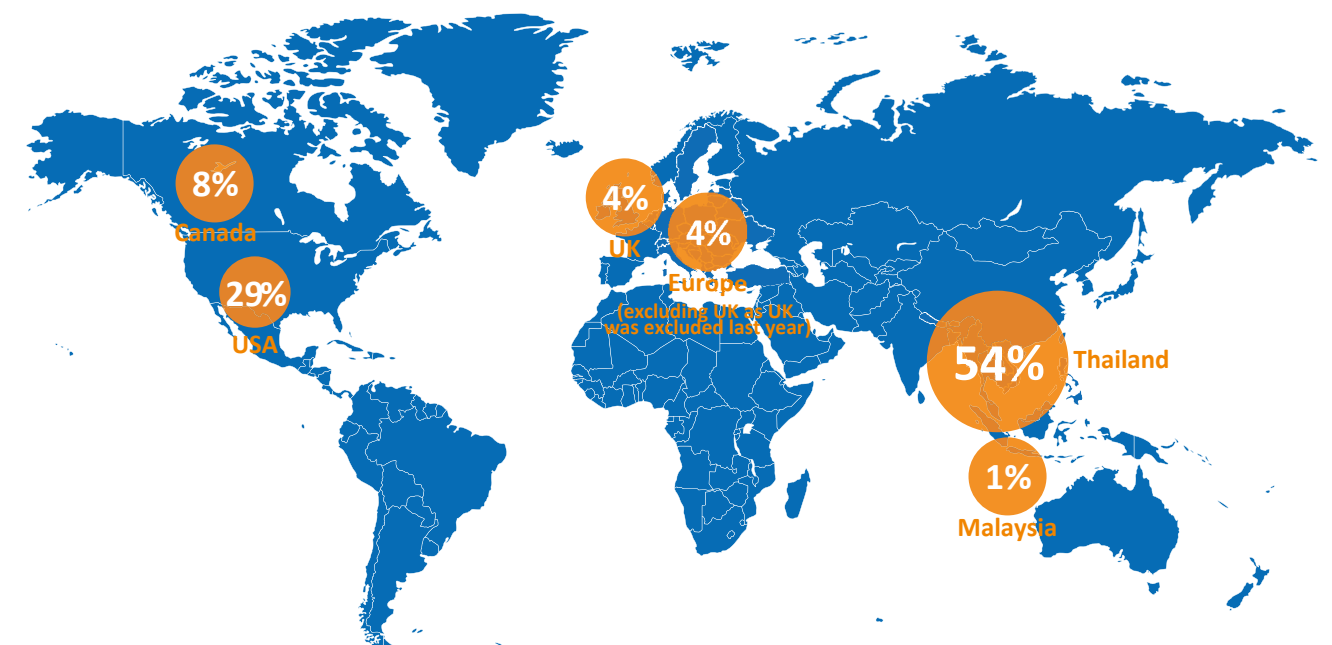 8%
Canada
29%
USA
4%
UK
4%
Europe
(excluding UK as UK
was excluded last year)
54%
Thailand
1%
Malaysia